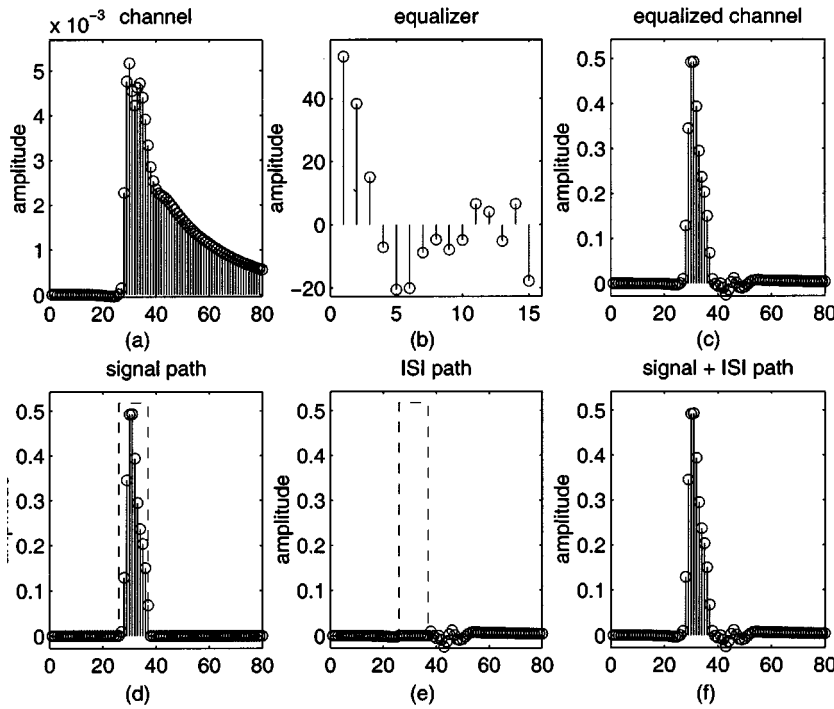 channel
equalizer
equalized channel
× 10⁻³
amplitude
5
4
3
2
1
0
0 20 40 60 80
(a)
amplitude
40
20
0
−20
0 5 10 15
(b)
amplitude
0.5
0.4
0.3
0.2
0.1
0
0 20 40 60 80
(c)
signal path
ISI path
signal + ISI path
0.5
0.4
0.3
0.2
0.1
0
0 20 40 60 80
(d)
amplitude
0.5
0.4
0.3
0.2
0.1
0
0 20 40 60 80
(e)
amplitude
0.5
0.4
0.3
0.2
0.1
0
0 20 40 60 80
(f)